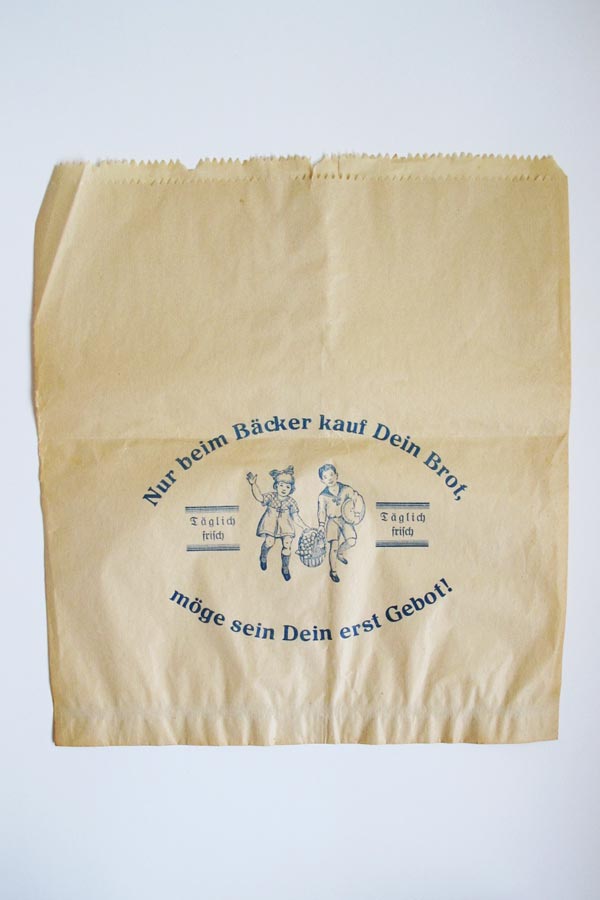 Nur beim Bäcker kauf Dein Brot,
Täglich
frisch
Täglich
frisch
möge sein Dein erst Gebot!